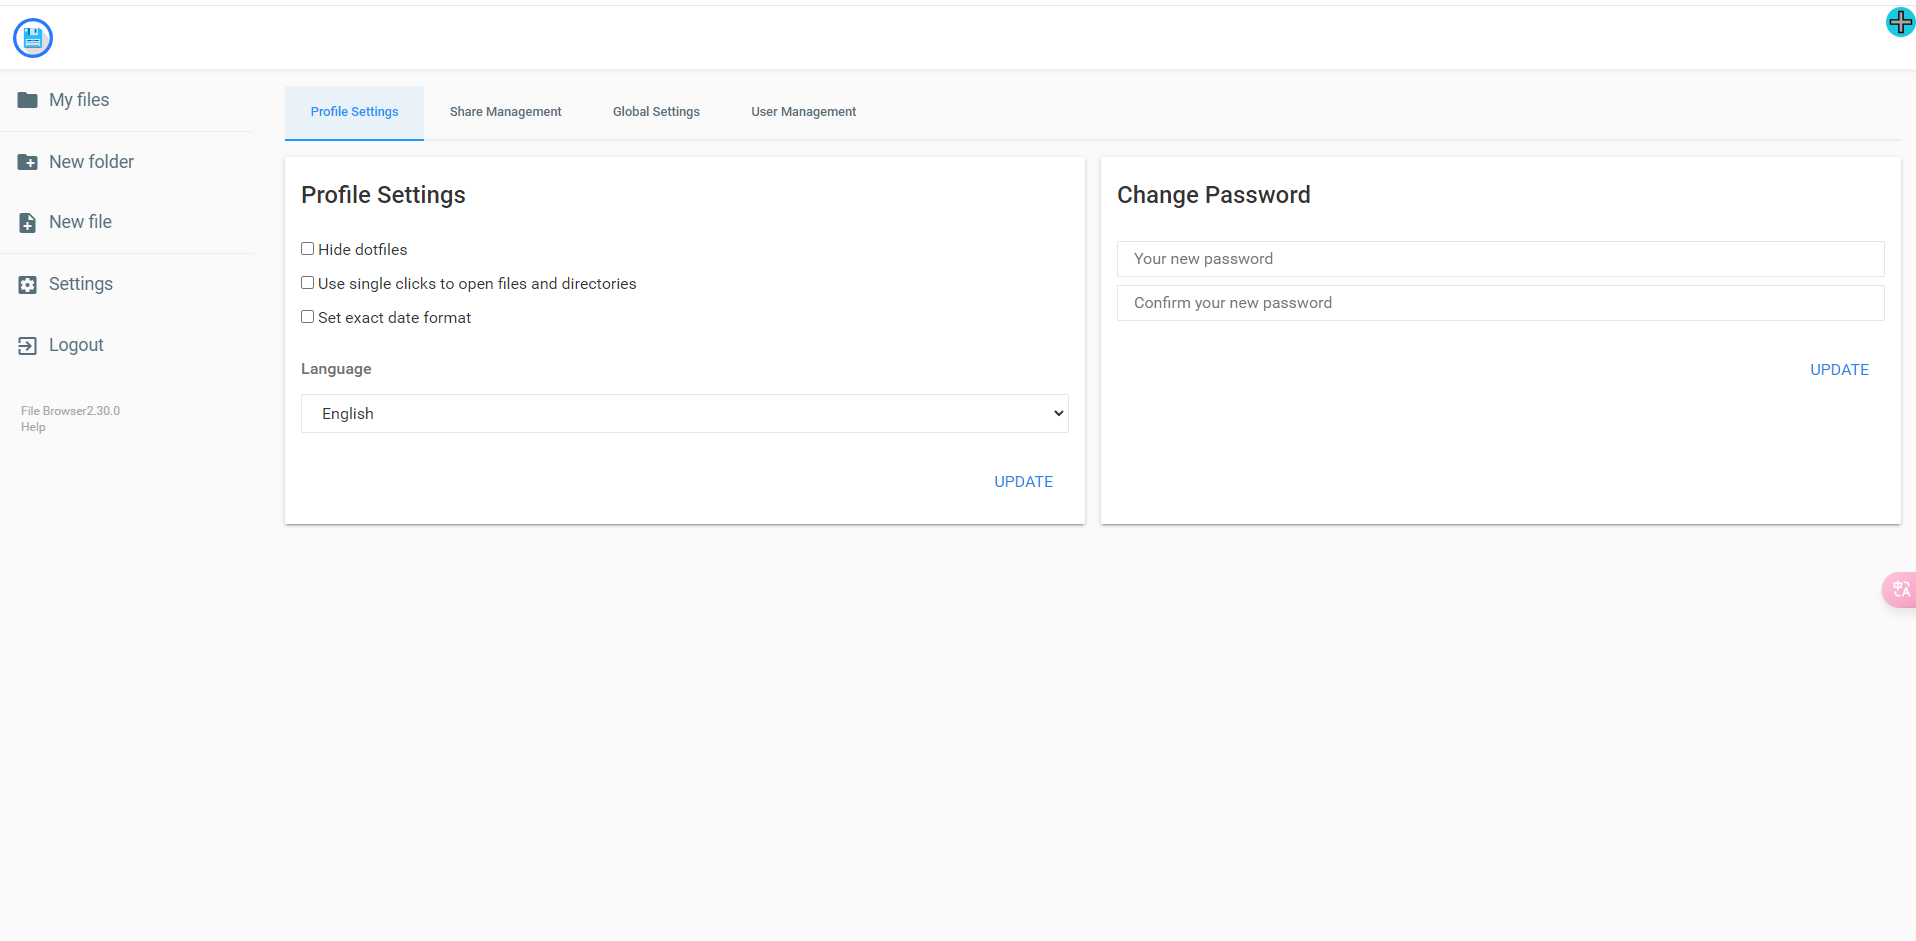 My files
New folder
New file
Settings
Logout
File Browser2.30.0
Help
Profile Settings
Share Management
Global Settings
User Management
Profile Settings
Hide dotfiles
Use single clicks to open files and directories
Set exact date format
Language
English
UPDATE
Change Password
Your new password
Confirm your new password
UPDATE
中
A